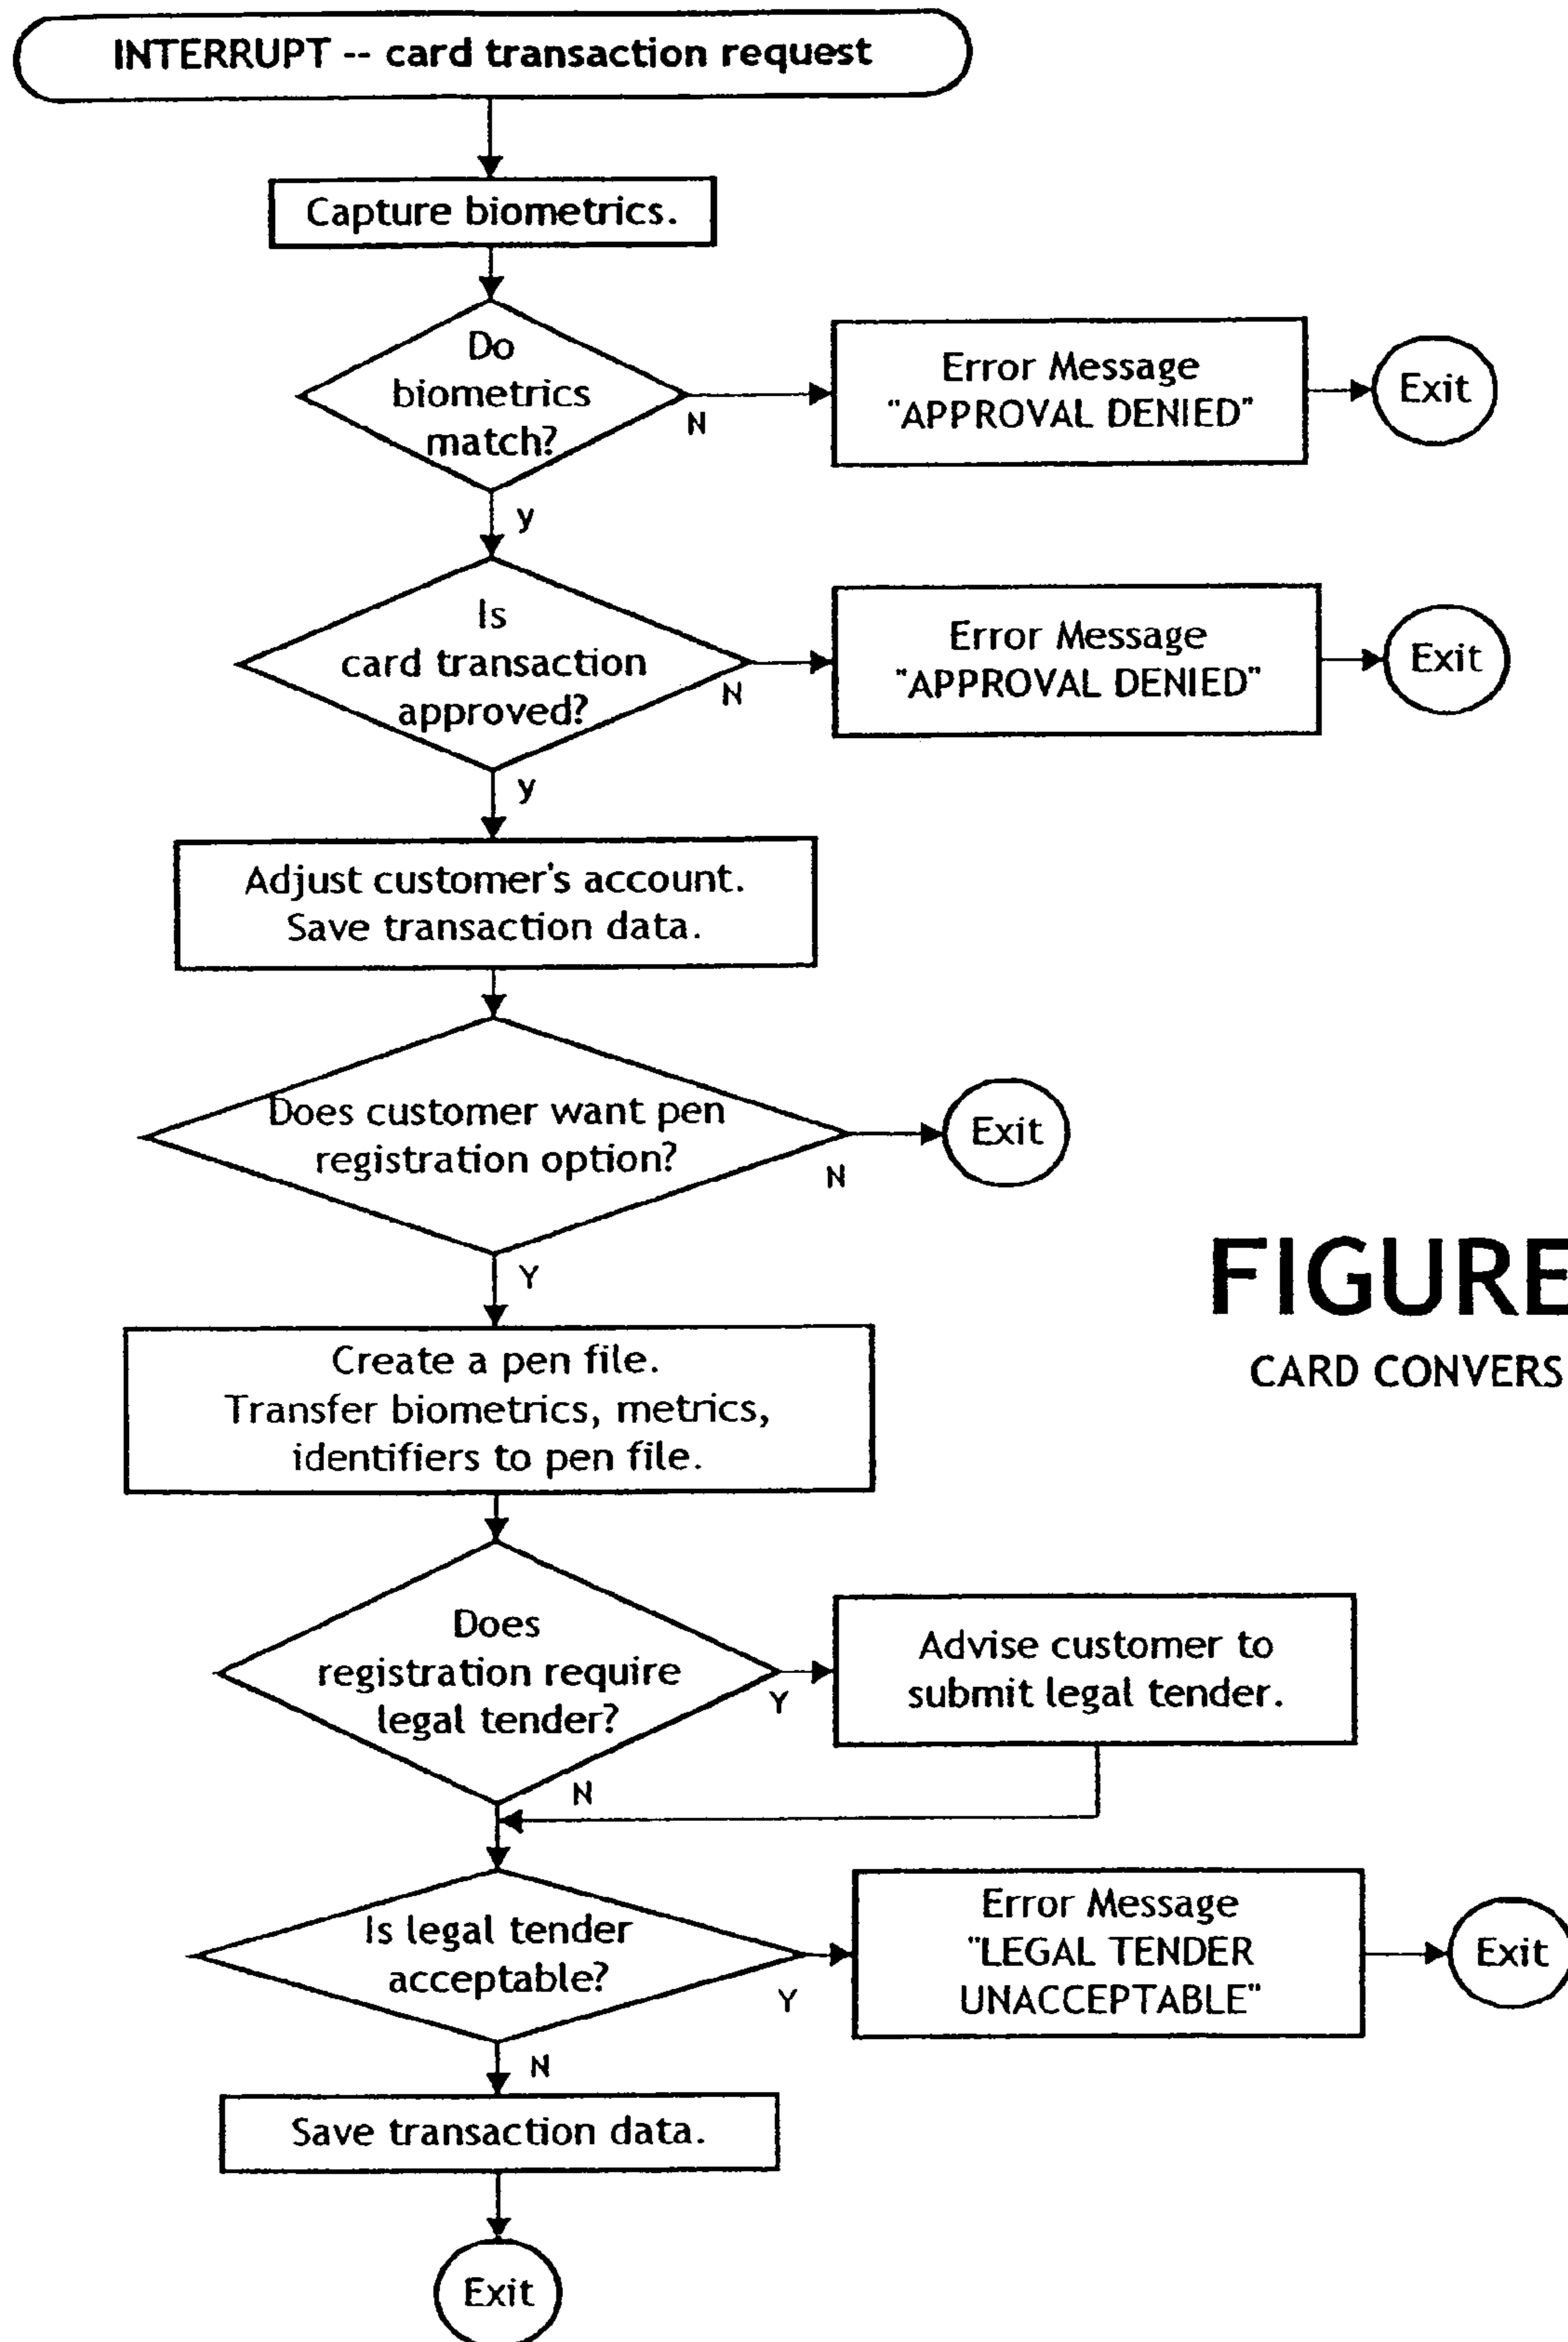 INTERRUPT -- card transaction request
Capture biometrics.
Do
biometrics
match?
N
Error Message
"APPROVAL DENIED"
Exit
y
Is
card transaction
approved?
N
Error Message
"APPROVAL DENIED"
Exit
y
Adjust customer's account.
Save transaction data.
Does customer want pen
registration option?
N
Exit
Y
FIGURE
CARD CONVERS
Create a pen file.
Transfer biometrics, metrics,
identifiers to pen file.
Does
registration require
legal tender?
Y
Advise customer to
submit legal tender.
N
Is legal tender
acceptable?
Y
Error Message
"LEGAL TENDER
UNACCEPTABLE"
Exit
N
Save transaction data.
Exit